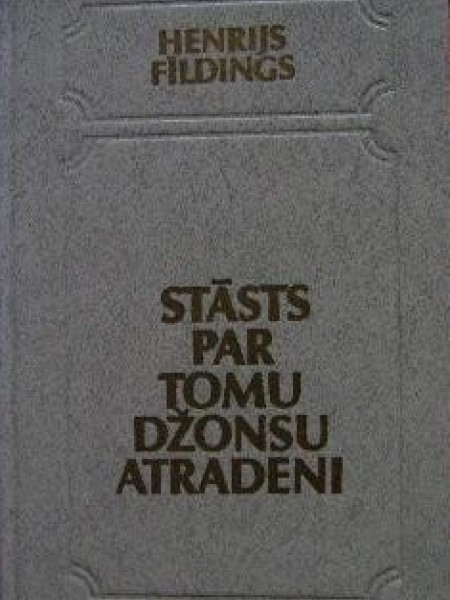 HENRIJS
FĪLDINGS
STĀSTS
PAR
TOMU
DŽONSU
ATRADENI